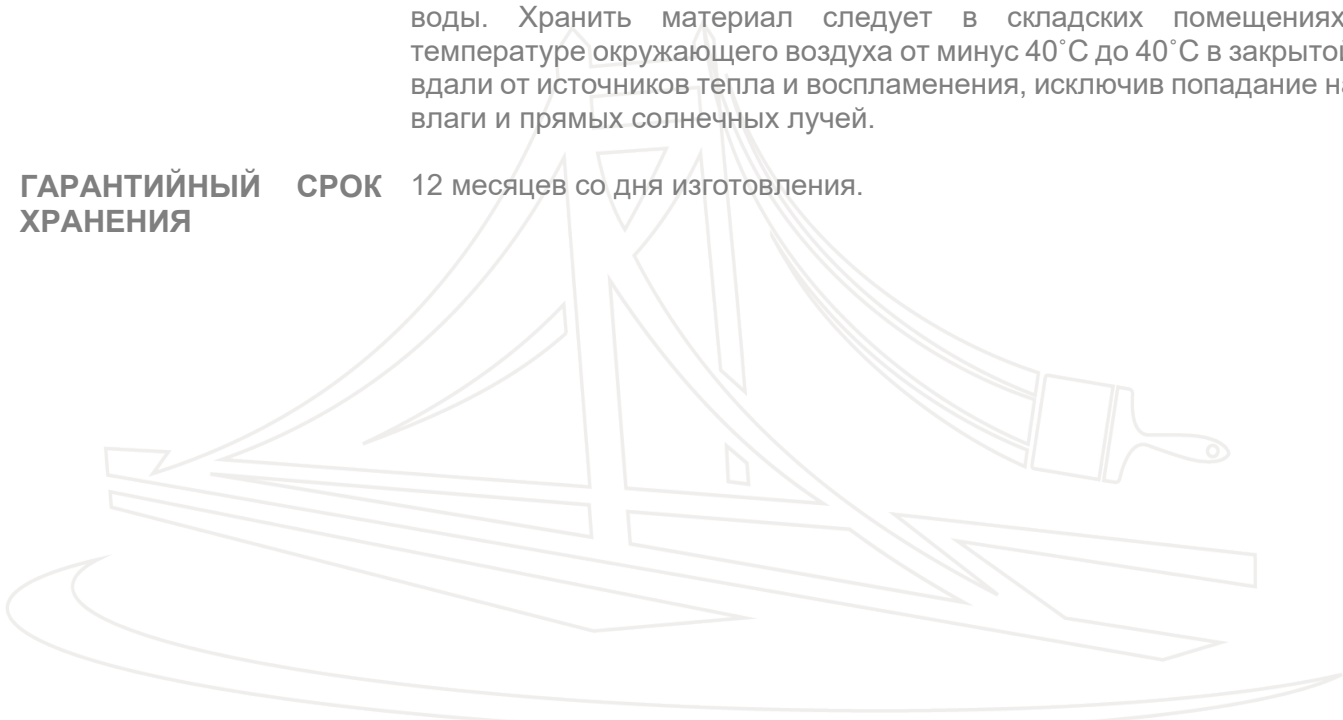 воды. Хранить материал следует в складских помещениях
температуре окружающего воздуха от минус 40˚С до 40˚С в закрытой
вдали от источников тепла и воспламенения, исключив попадание
влаги и прямых солнечных лучей.
ГАРАНТИЙНЫЙ СРОК 12 месяцев со дня изготовления.
ХРАНЕНИЯ